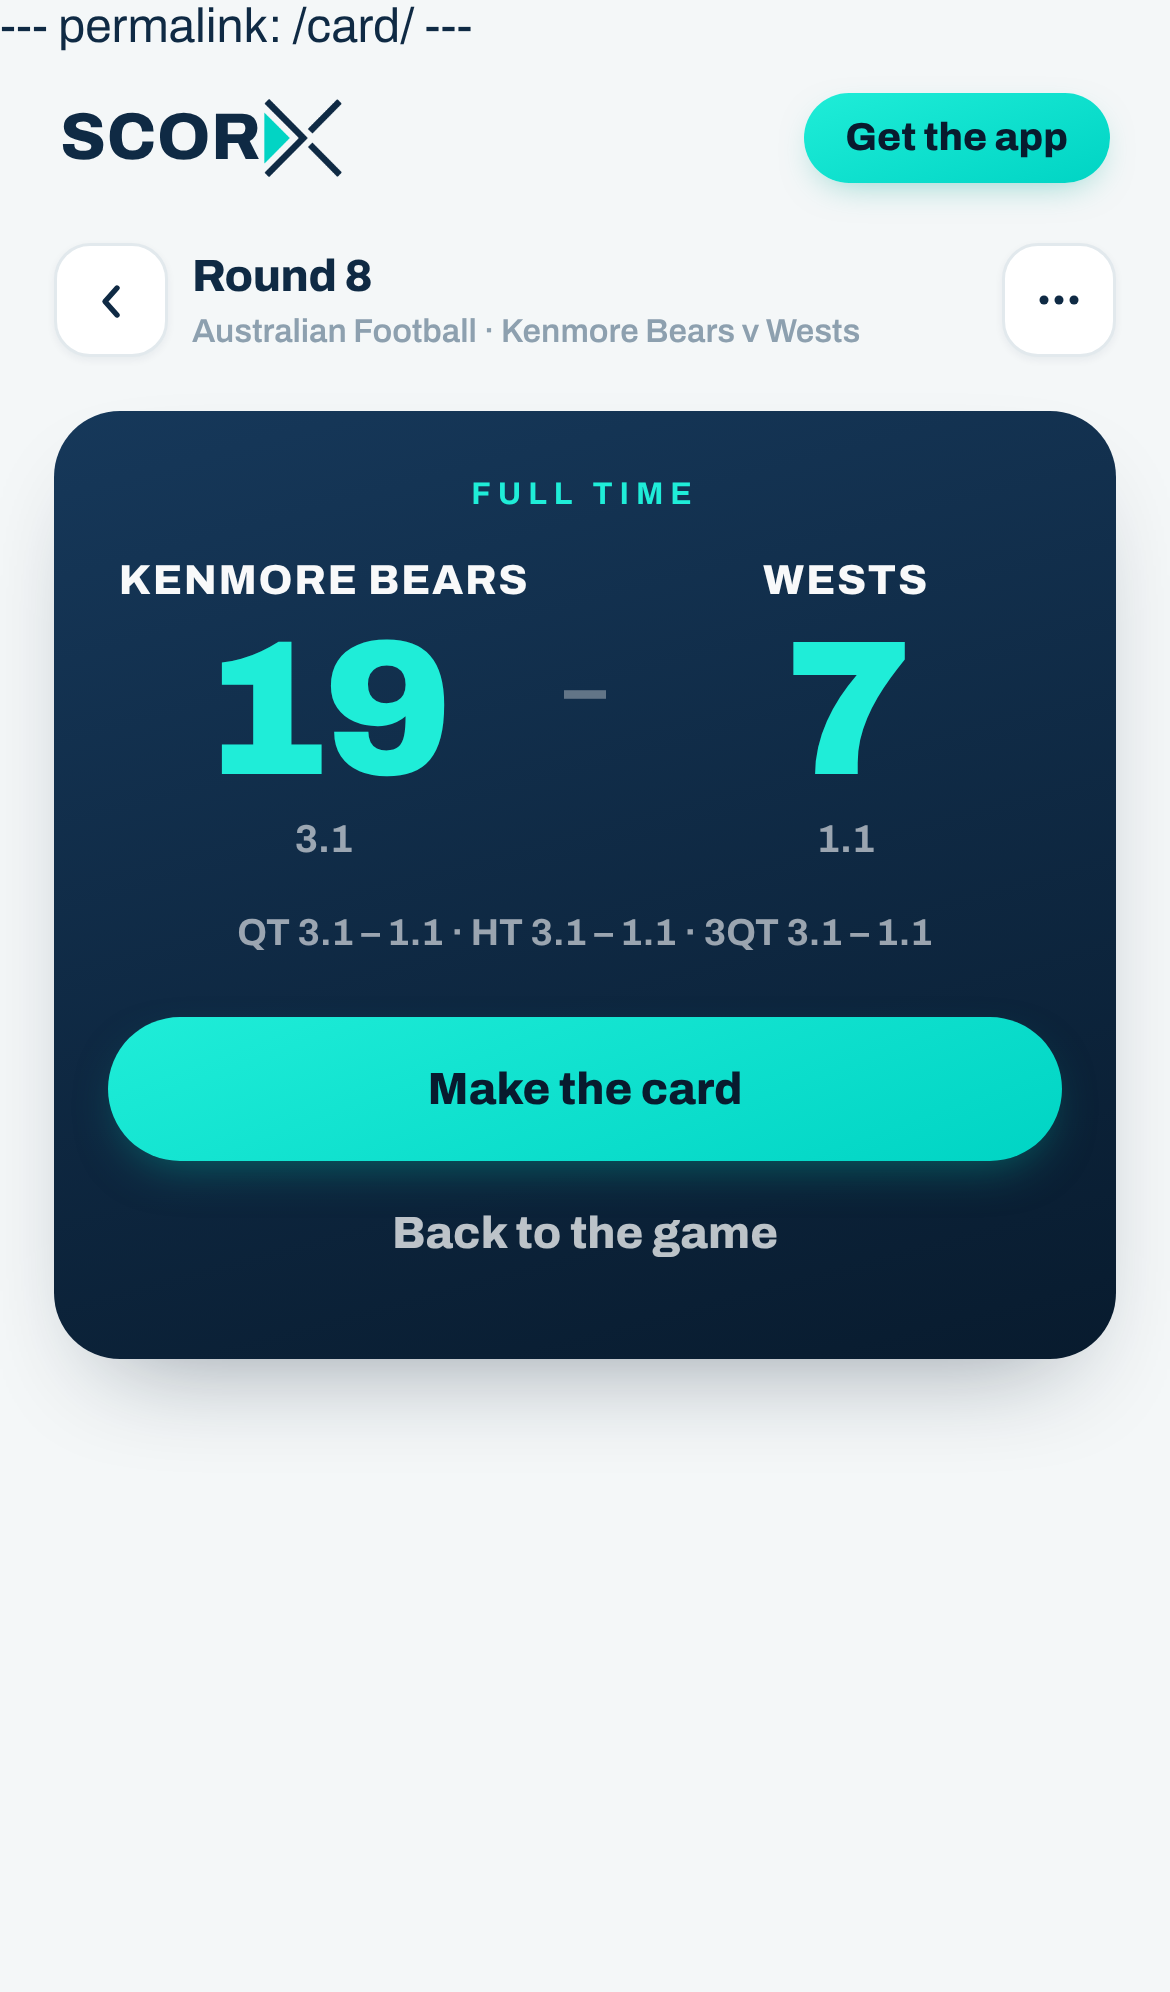 --- permalink: /card/ ---
SCORX
Get the app
Round 8
Australian Football · Kenmore Bears v Wests
FULL TIME
KENMORE BEARS
WESTS
19 – 7
3.1
1.1
QT 3.1 – 1.1 · HT 3.1 – 1.1 · 3QT 3.1 – 1.1
Make the card
Back to the game